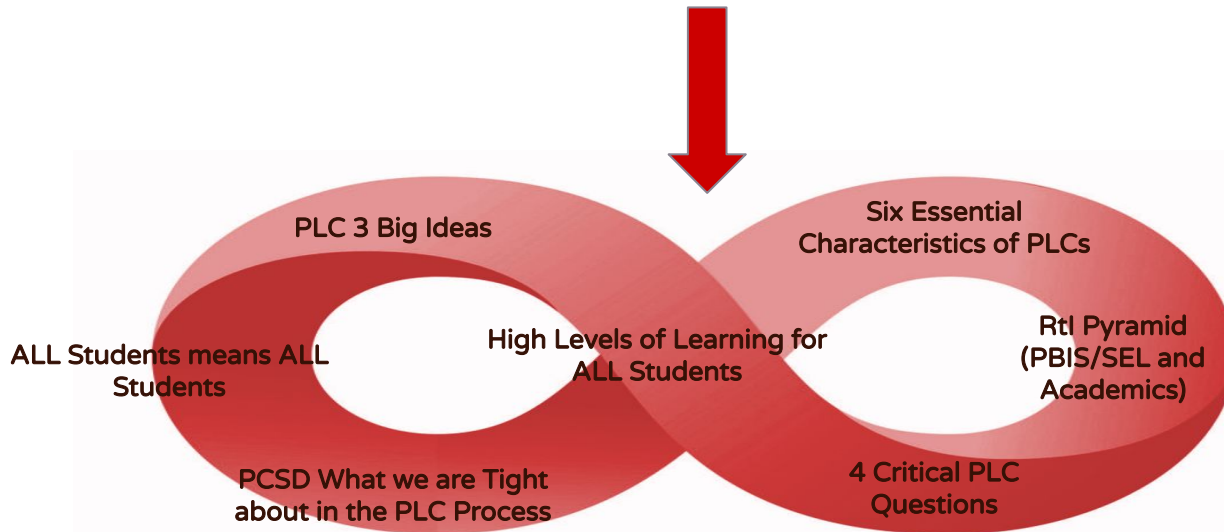 PLC 3 Big Ideas
Six Essential
Characteristics of PLCs
ALL Students means ALL
Students
High Levels of Learning for
ALL Students
RtI Pyramid
(PBIS/SEL and
Academics)
PCSD What we are Tight
about in the PLC Process
4 Critical PLC
Questions